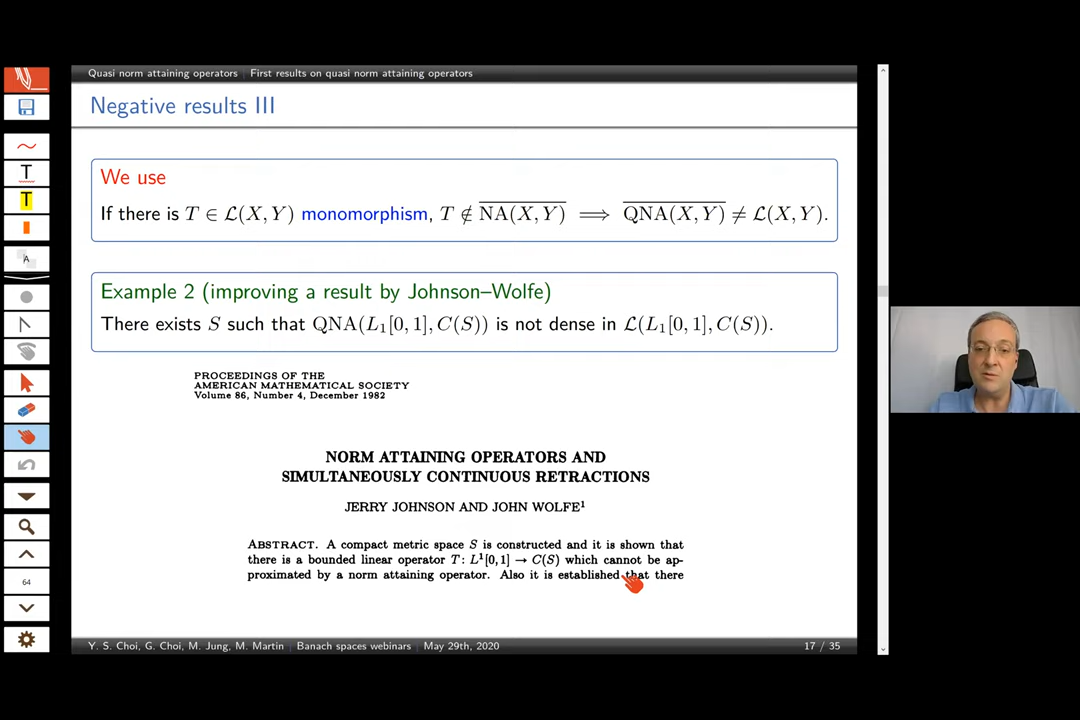 Quasi norm attaining operators | First results on quasi norm attaining operators
Negative results III
We use
If there is T ∈ ℒ(X, Y) monomorphism, T ∉ \overline{NA(X, Y)} ⟹ \overline{QNA(X, Y)} ≠ ℒ(X, Y).
Example 2 (improving a result by Johnson–Wolfe)
There exists S such that QNA(L₁[0, 1], C(S)) is not dense in ℒ(L₁[0, 1], C(S)).
PROCEEDINGS OF THE
AMERICAN MATHEMATICAL SOCIETY
Volume 86, Number 4, December 1982
NORM ATTAINING OPERATORS AND
SIMULTANEOUSLY CONTINUOUS RETRACTIONS
JERRY JOHNSON AND JOHN WOLFE¹
ABSTRACT. A compact metric space S is constructed and it is shown that
there is a bounded linear operator T: L¹[0,1] → C(S) which cannot be ap-
proximated by a norm attaining operator. Also it is established that there
Y. S. Choi, G. Choi, M. Jung, M. Martin | Banach spaces webinars | May 29th, 2020
17 / 35
T
T
A
64